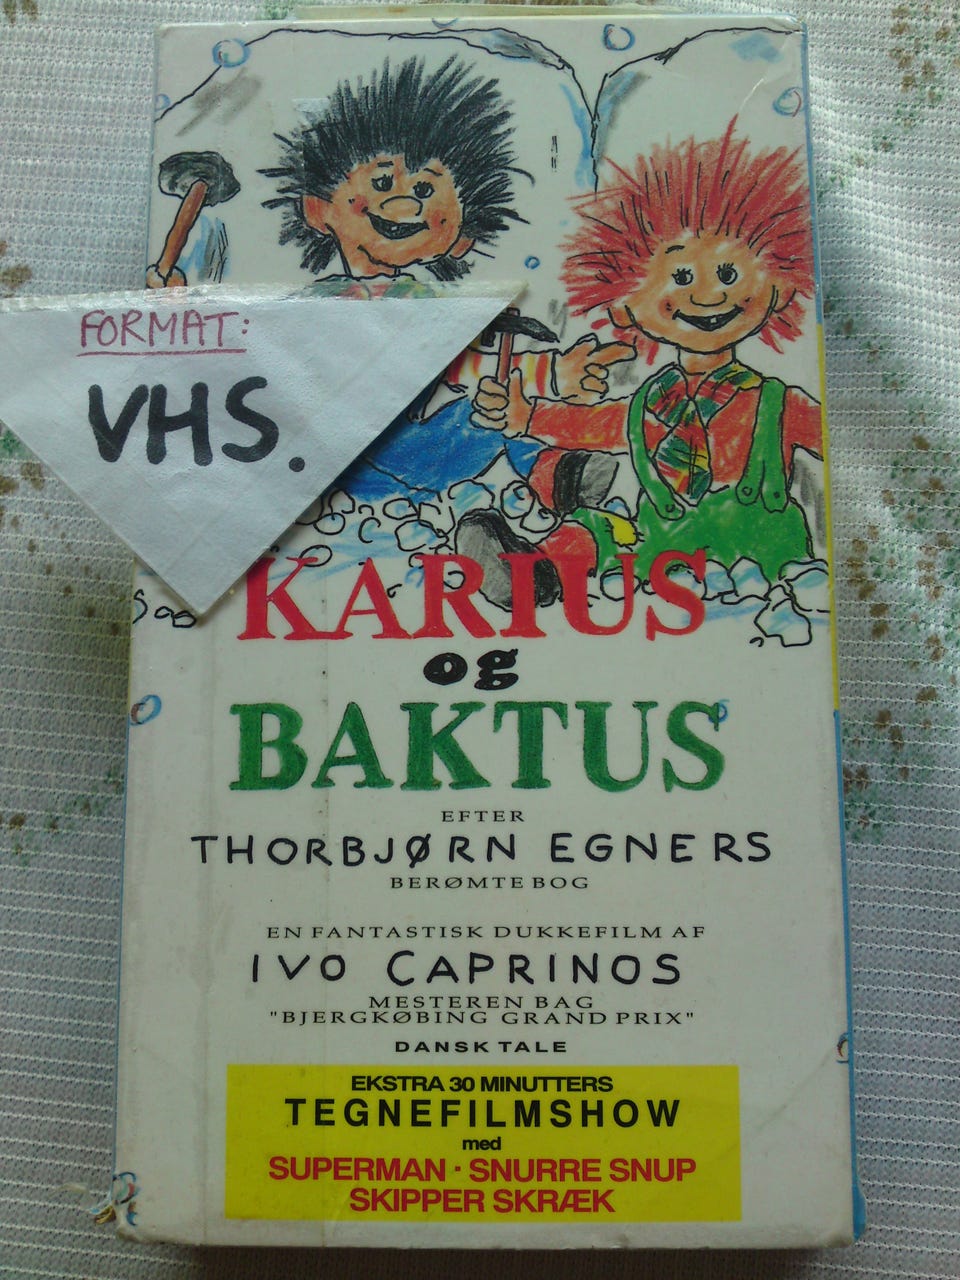 FORMAT:
VHS.
KARIUS
og
BAKTUS
EFTER
THORBJØRN EGNERS
BERØMTE BOG
EN FANTASTISK DUKKEFILM AF
IVO CAPRINOS
MESTEREN BAG
"BJERGKØBING GRAND PRIX"
DANSK TALE
EKSTRA 30 MINUTTERS
TEGNEFILMSHOW
med
SUPERMAN · SNURRE SNUP
SKIPPER SKRÆK